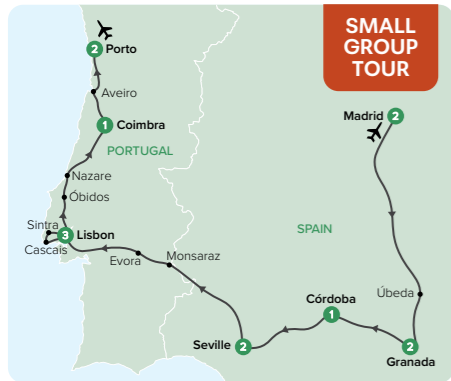 SMALL
GROUP
TOUR
2 Porto
Aveiro
1 Coimbra
PORTUGAL
Nazare
Óbidos
Sintra
3 Lisbon
Cascais
Evora
Monsaraz
Madrid 2
SPAIN
Úbeda
Córdoba
1
Seville 2
2
Granada